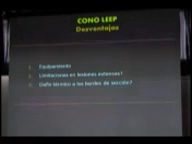 CONO LEEP
Desventajas
1. Equipamiento
2. Limitaciones en lesiones extensas?
3. Daño térmico a los bordes de sección?